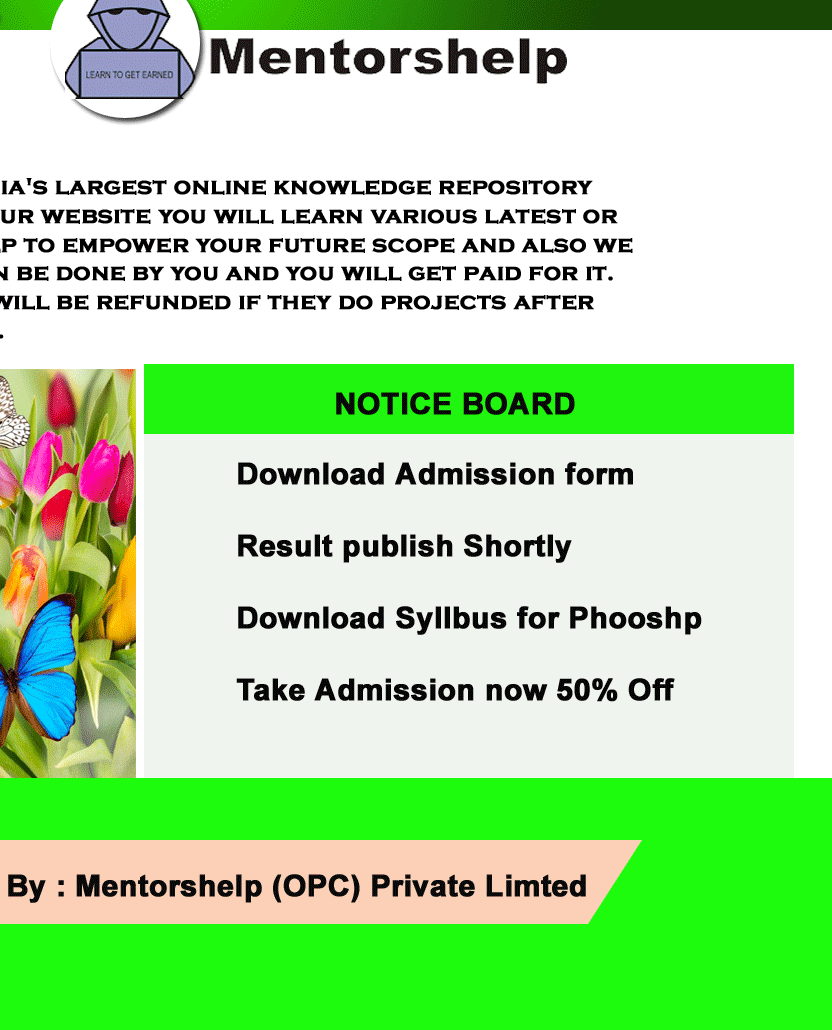 LEARN TO GET EARNED
Mentorshelp
IA'S LARGEST ONLINE KNOWLEDGE REPOSITORY
UR WEBSITE YOU WILL LEARN VARIOUS LATEST OR
P TO EMPOWER YOUR FUTURE SCOPE AND ALSO WE
N BE DONE BY YOU AND YOU WILL GET PAID FOR IT.
WILL BE REFUNDED IF THEY DO PROJECTS AFTER
.
NOTICE BOARD
Download Admission form
Result publish Shortly
Download Syllbus for Phooshp
Take Admission now 50% Off
By : Mentorshelp (OPC) Private Limted